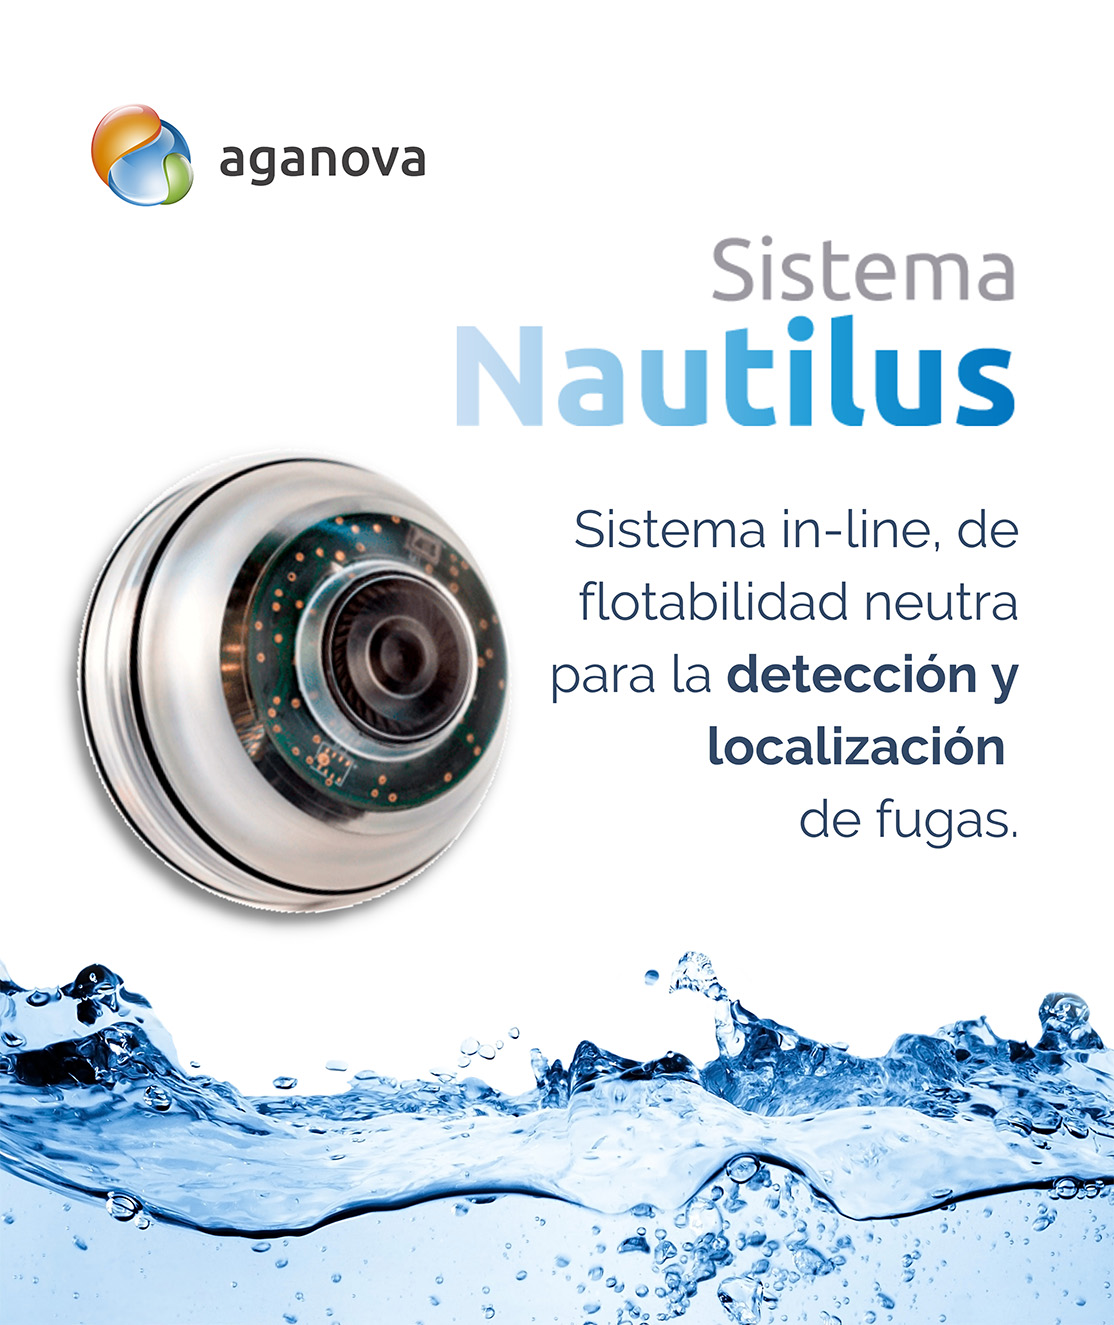 aganova
Sistema
Nautilus
Sistema in-line, de
flotabilidad neutra
para la detección y
localización
de fugas.